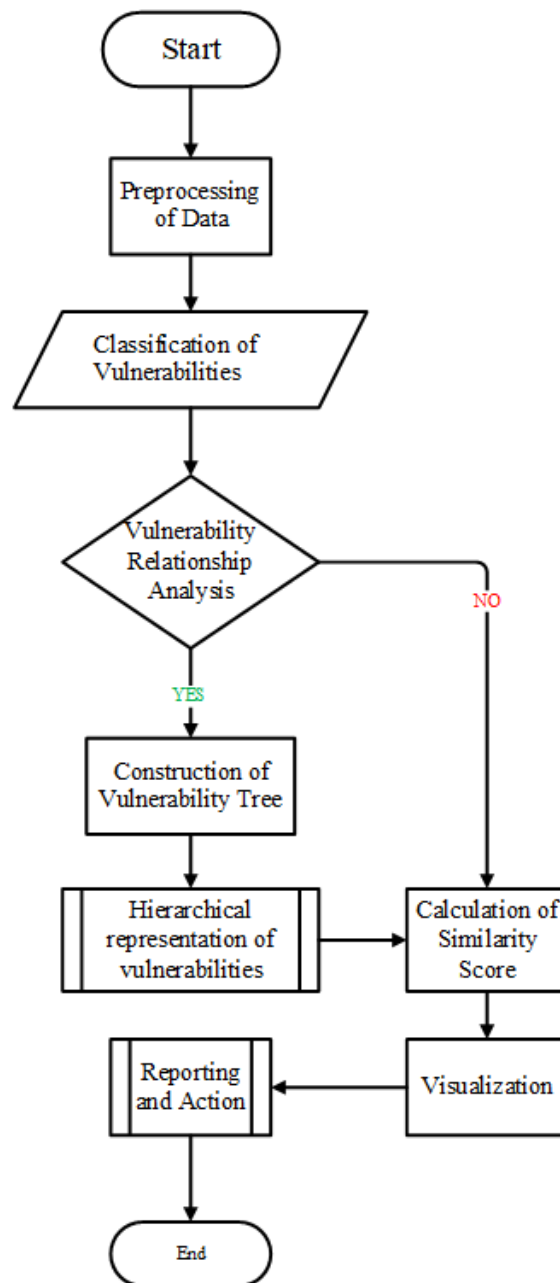 Start
Preprocessing
of Data
Classification of
Vulnerabilities
Vulnerability
Relationship
Analysis
NO
YES
Construction of
Vulnerability Tree
Hierarchical
representation of
vulnerabilities
Calculation of
Similarity
Score
Reporting
and Action
Visualization
End